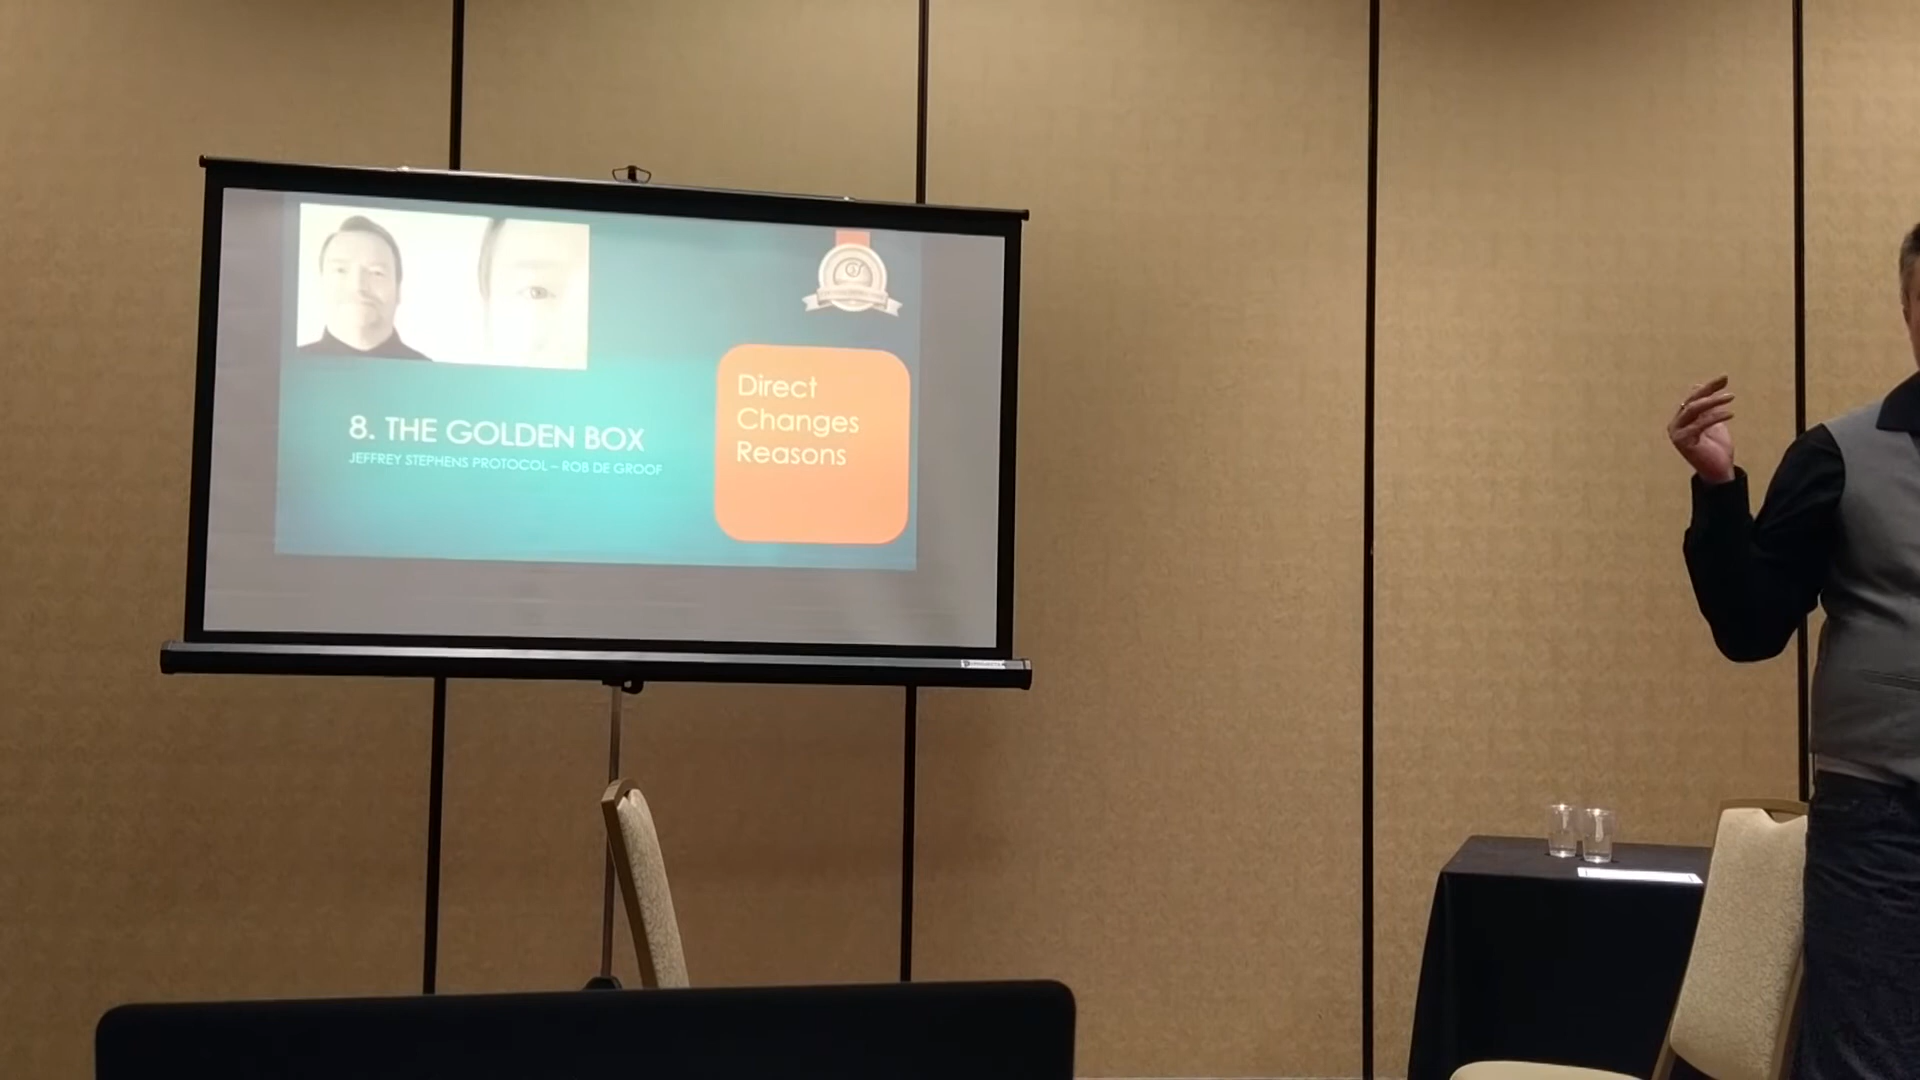 8. THE GOLDEN BOX
JEFFREY STEPHENS PROTOCOL – ROB DE GROOF
Direct
Changes
Reasons